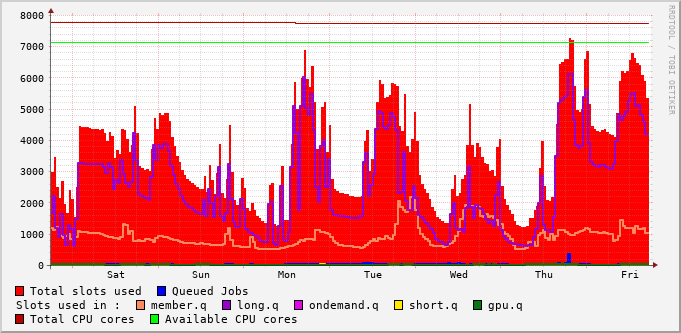 8000
7000
6000
5000
4000
3000
2000
1000
0
Sat Sun Mon Tue Wed Thu Fri
RRDTOOL / TOBI OETIKER
Total slots used Queued Jobs
Slots used in : member.q long.q ondemand.q short.q gpu.q
Total CPU cores
Available CPU cores